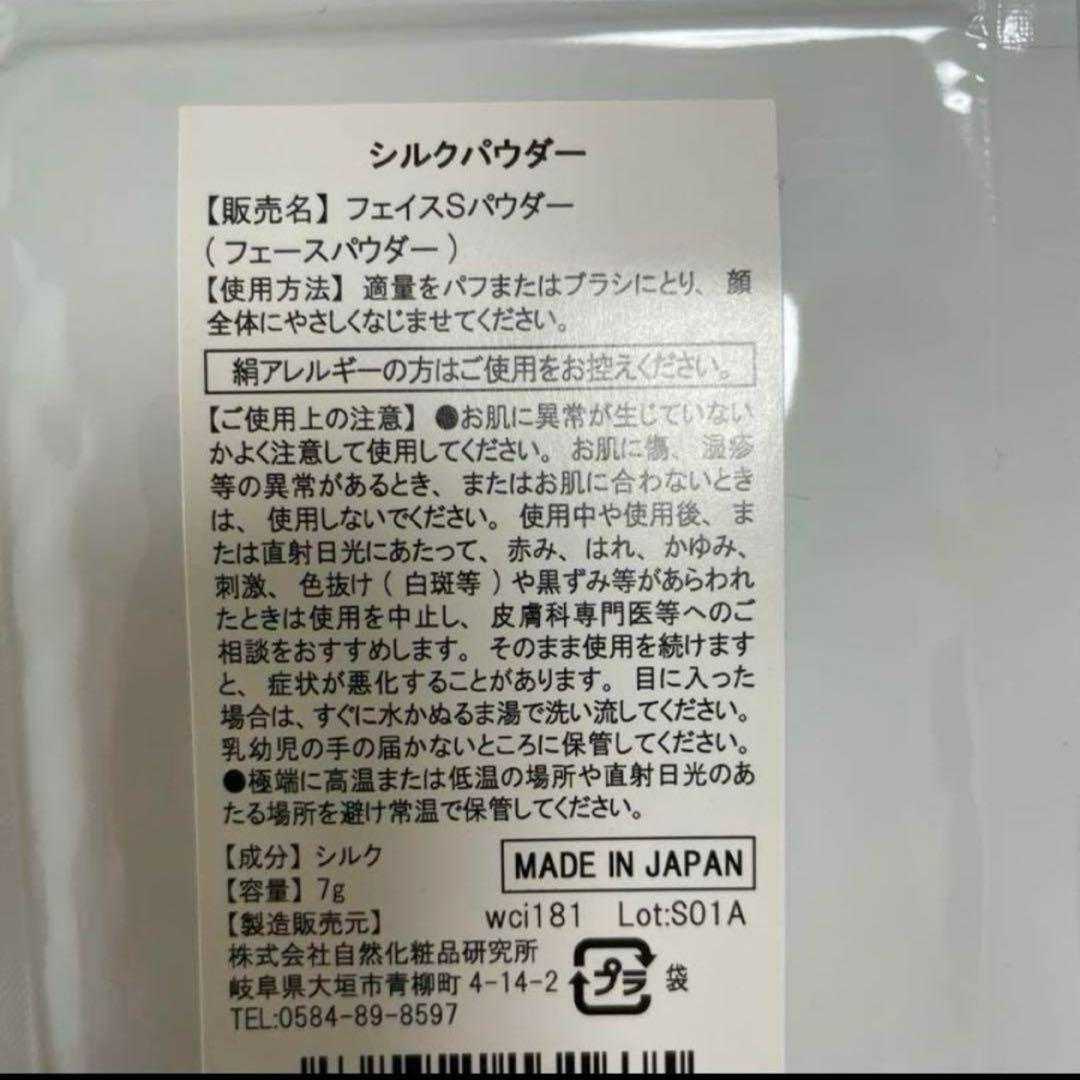 シルクパウダー
【販売名】フェイスSパウダー
(フェースパウダー)
【使用方法】適量をパフまたはブラシにとり、顔
全体にやさしくなじませてください。
絹アレルギーの方はご使用をお控えください。
【ご使用上の注意】●お肌に異常が生じていない
かよく注意して使用してください。お肌に傷、湿疹
等の異常があるとき、またはお肌に合わないとき
は、使用しないでください。使用中や使用後、ま
たは直射日光にあたって、赤み、はれ、かゆみ、
刺激、色抜け(白斑等)や黒ずみ等があらわれ
たときは使用を中止し、皮膚科専門医等へのご
相談をおすすめします。そのまま使用を続けます
と、症状が悪化することがあります。目に入った
場合は、すぐに水かぬるま湯で洗い流してください。
乳幼児の手の届かないところに保管してください。
●極端に高温または低温の場所や直射日光のあ
たる場所を避け常温で保管してください。
【成分】シルク
MADE IN JAPAN
【容量】7g
【製造販売元】 wci181 Lot:S01A
株式会社自然化粧品研究所
岐阜県大垣市青柳町4-14-2
プラ 袋
TEL:0584-89-8597